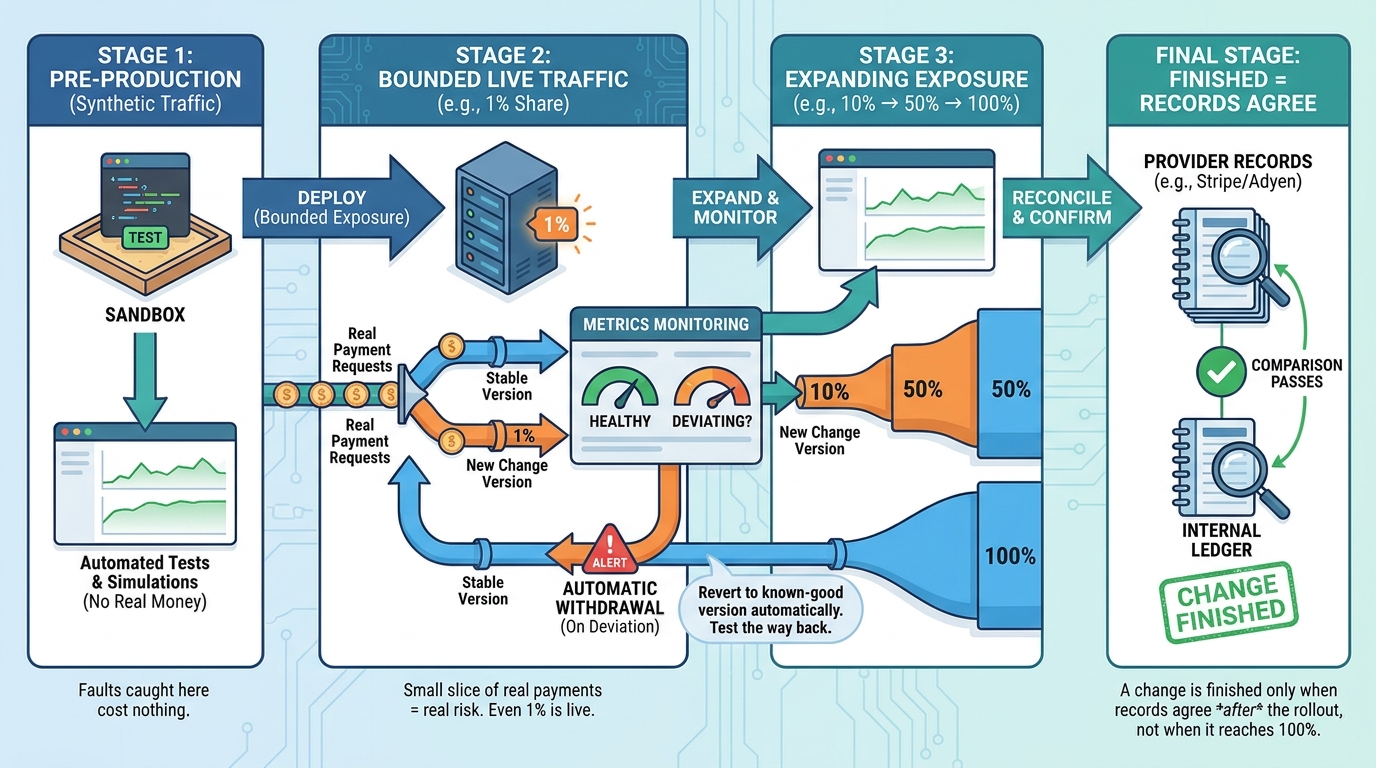 STAGE 1:
PRE-PRODUCTION
(Synthetic Traffic)
TEST
SANDBOX
Automated Tests
& Simulations
(No Real Money)
Faults caught here
cost nothing.
DEPLOY
(Bounded Exposure)
STAGE 2:
BOUNDED LIVE TRAFFIC
(e.g., 1% Share)
1%
Real
Payment
Requests
$ $ $ $
Real
Payment
Requests
$
Stable
Version
$
1%
New Change
Version
METRICS MONITORING
HEALTHY
DEVIATING?
Stable
Version
!
ALERT
AUTOMATIC
WITHDRAWAL
(On Deviation)
Revert to known-good
version automatically.
Test the way back.
Small slice of real payments
= real risk. Even 1% is live.
EXPAND &
MONITOR
STAGE 3:
EXPANDING EXPOSURE
(e.g., 10% → 50% → 100%)
10%
50%
50%
New Change
Version
100%
RECONCILE
& CONFIRM
FINAL STAGE:
FINISHED =
RECORDS AGREE
PROVIDER RECORDS
(e.g., Stripe/Adyen)
COMPARISON
PASSES
INTERNAL
LEDGER
CHANGE
FINISHED
A change is finished only when
records agree *after* the rollout,
not when it reaches 100%.